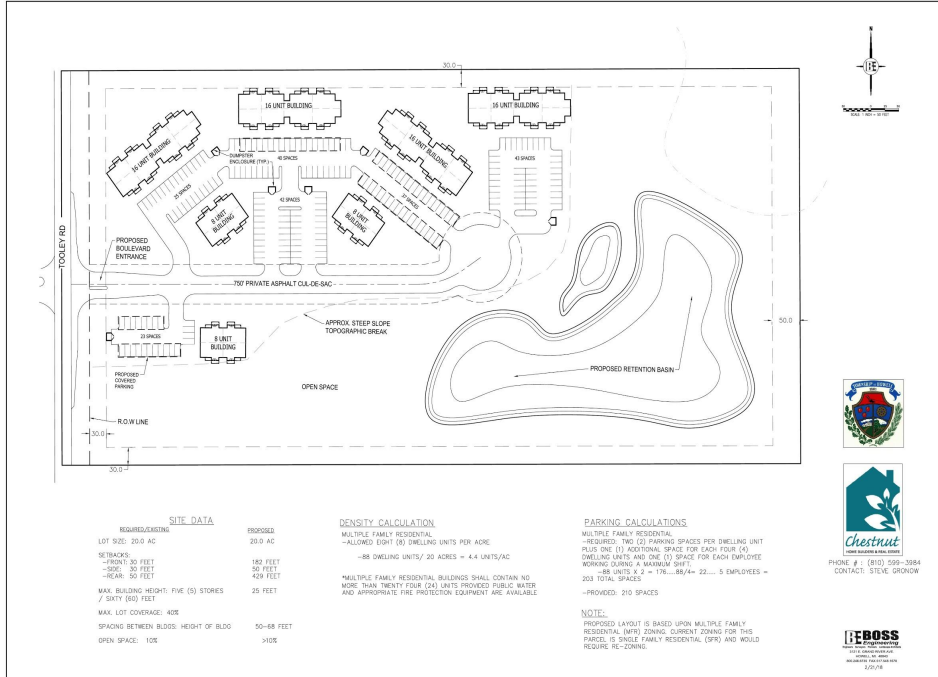 30.0
16 UNIT BUILDING
16 UNIT BUILDING
16 UNIT BUILDING
16 UNIT BUILDING
DUMPSTER
ENCLOSURE (TYP.)
40 SPACES
43 SPACES
25 SPACES
42 SPACES
8 UNIT
BUILDING
8 UNIT
BUILDING
TOOLEY RD
PROPOSED
BOULEVARD
ENTRANCE
750' PRIVATE ASPHALT CUL-DE-SAC
APPROX. STEEP SLOPE
TOPOGRAPHIC BREAK
50.0
23 SPACES
8 UNIT
BUILDING
PROPOSED
COVERED
PARKING
OPEN SPACE
PROPOSED RETENTION BASIN
R.O.W LINE
30.0
30.0
SCALE: 1 INCH = 50 FEET
SITE DATA
REQUIRED/EXISTING PROPOSED
LOT SIZE: 20.0 AC 20.0 AC
SETBACKS:
-FRONT: 30 FEET 182 FEET
-SIDE: 30 FEET 50 FEET
-REAR: 50 FEET 429 FEET
MAX. BUILDING HEIGHT: FIVE (5) STORIES 25 FEET
/ SIXTY (60) FEET
MAX. LOT COVERAGE: 40%
SPACING BETWEEN BLDGS: HEIGHT OF BLDG 50-68 FEET
OPEN SPACE: 10% >10%
DENSITY CALCULATION
MULTIPLE FAMILY RESIDENTIAL
-ALLOWED EIGHT (8) DWELLING UNITS PER ACRE
-88 DWELING UNITS/ 20 ACRES = 4.4 UNITS/AC
*MULTIPLE FAMILY RESIDENTIAL BUILDINGS SHALL CONTAIN NO
MORE THAN TWENTY FOUR (24) UNITS PROVIDED PUBLIC WATER
AND APPROPRIATE FIRE PROTECTION EQUIPMENT ARE AVAILABLE
PARKING CALCULATIONS
MULTIPLE FAMILY RESIDENTIAL
-REQUIRED: TWO (2) PARKING SPACES PER DWELLING UNIT
PLUS ONE (1) ADDITIONAL SPACE FOR EACH FOUR (4)
DWELLING UNITS AND ONE (1) SPACE FOR EACH EMPLOYEE
WORKING DURING A MAXIMUM SHIFT.
-88 UNITS X 2 = 176.....88/4= 22..... 5 EMPLOYEES =
203 TOTAL SPACES
-PROVIDED: 210 SPACES
NOTE:
PROPOSED LAYOUT IS BASED UPON MULTIPLE FAMILY
RESIDENTIAL (MFR) ZONING. CURRENT ZONING FOR THIS
PARCEL IS SINGLE FAMILY RESIDENTIAL (SFR) AND WOULD
REQUIRE RE-ZONING.
Chestnut
HOME BUILDERS & REAL ESTATE
PHONE # : (810) 599-3984
CONTACT: STEVE GRONOW
BOSS
Engineering
2/21/18